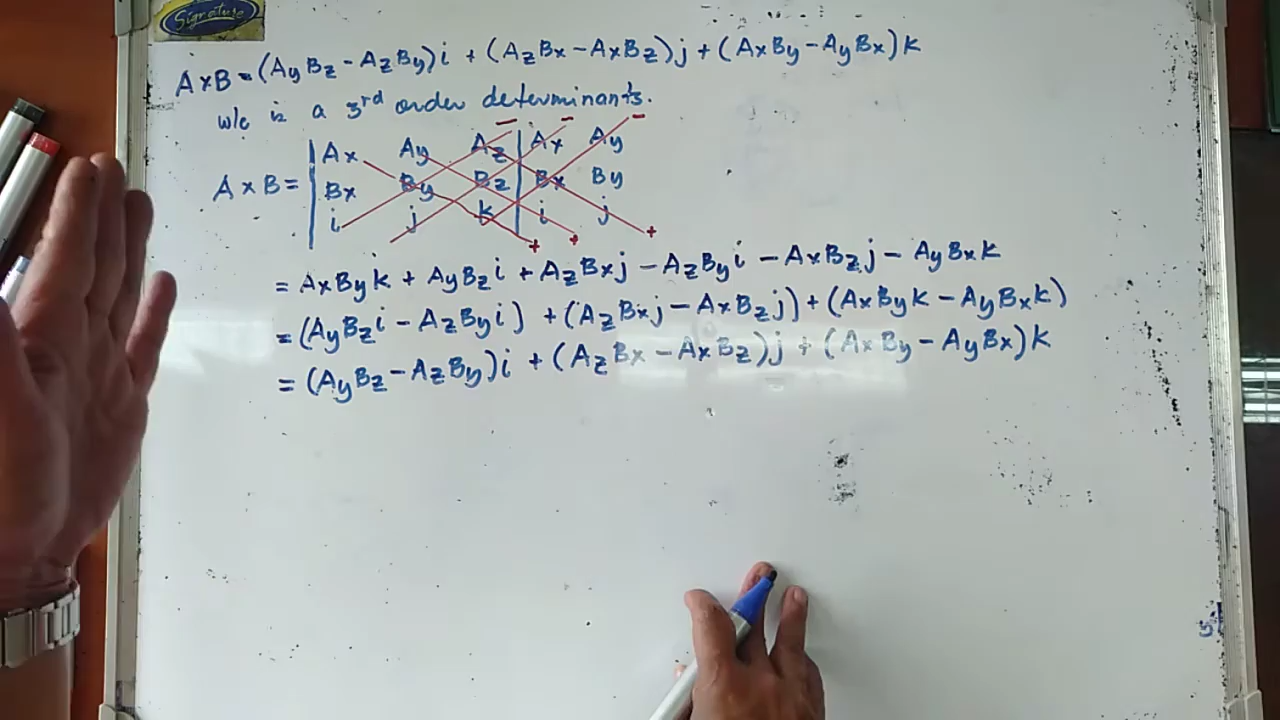 Signature
A x B = (AyBz - AzBy)i + (AzBx - AxBz)j + (AxBy - AyBx)k
w/c is a 3rd order determinants.
- - -
| Ax Ay Az | Ax Ay
A x B = | Bx By Bz | Bx By
| i j k | i j
+ + +
= AxByk + AyBzi + AzBxj - AzByi - AxBzj - AyBxk
= (AyBzi - AzByi) + (AzBxj - AxBzj) + (AxByk - AyBxk)
= (AyBz - AzBy)i + (AzBx - AxBz)j + (AxBy - AyBx)k